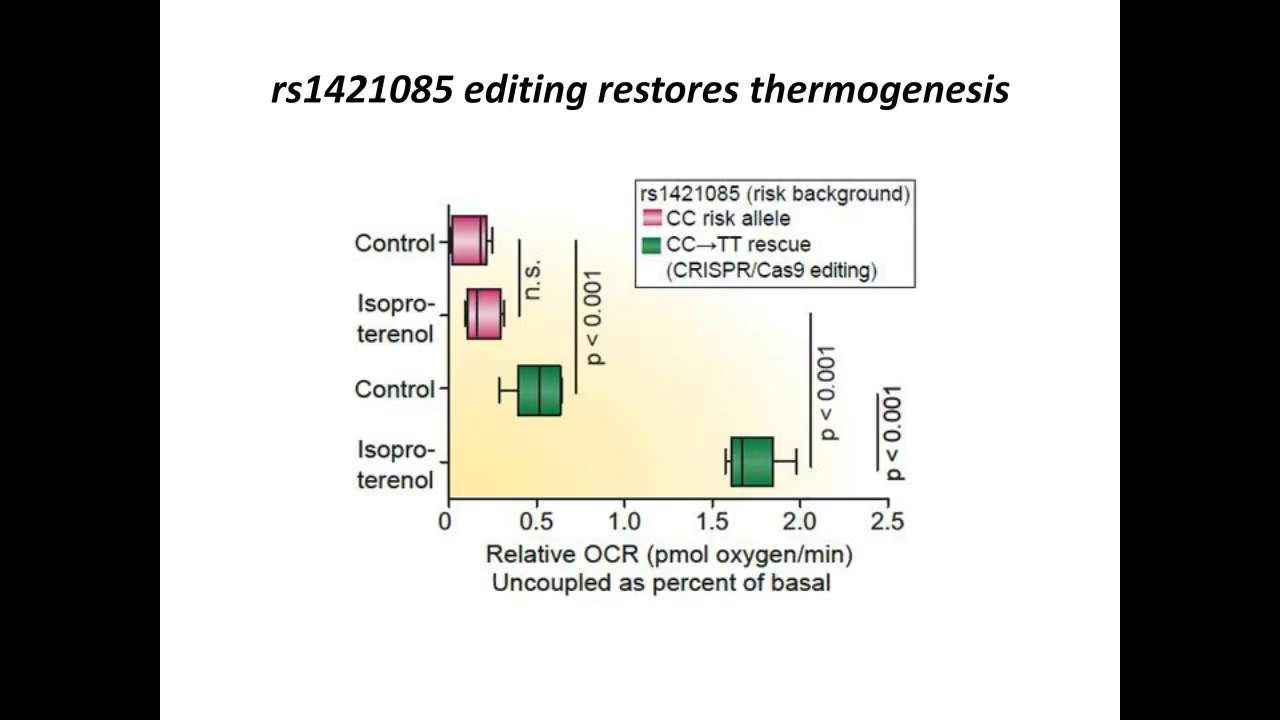 rs1421085 editing restores thermogenesis
rs1421085 (risk background)
CC risk allele
CC→TT rescue
(CRISPR/Cas9 editing)
Control
Isopro-
terenol
Control
Isopro-
terenol
n.s.
p < 0.001
p < 0.001
p < 0.001
0 0.5 1.0 1.5 2.0 2.5
Relative OCR (pmol oxygen/min)
Uncoupled as percent of basal